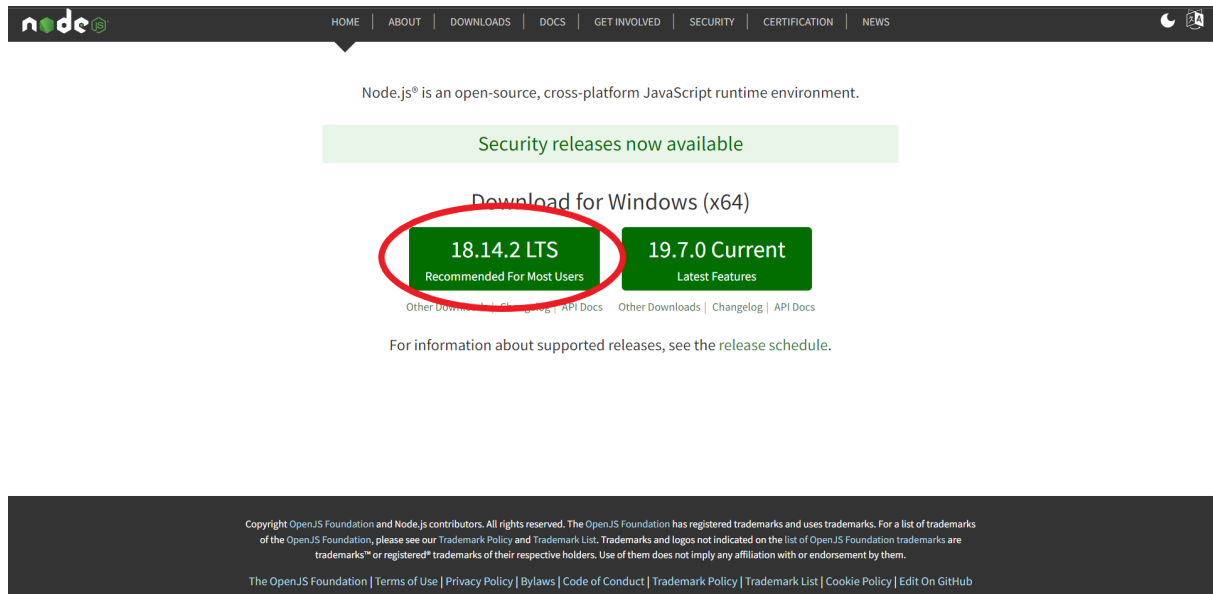 node JS
HOME | ABOUT | DOWNLOADS | DOCS | GET INVOLVED | SECURITY | CERTIFICATION | NEWS
Node.js® is an open-source, cross-platform JavaScript runtime environment.
Security releases now available
Download for Windows (x64)
18.14.2 LTS
Recommended For Most Users
19.7.0 Current
Latest Features
Other Downloads | Changelog | API Docs
Other Downloads | Changelog | API Docs
For information about supported releases, see the release schedule.
Copyright OpenJS Foundation and Node.js contributors. All rights reserved. The OpenJS Foundation has registered trademarks and uses trademarks. For a list of trademarks
of the OpenJS Foundation, please see our Trademark Policy and Trademark List. Trademarks and logos not indicated on the list of OpenJS Foundation trademarks are
trademarks™ or registered® trademarks of their respective holders. Use of them does not imply any affiliation with or endorsement by them.
The OpenJS Foundation | Terms of Use | Privacy Policy | Bylaws | Code of Conduct | Trademark Policy | Trademark List | Cookie Policy | Edit On GitHub